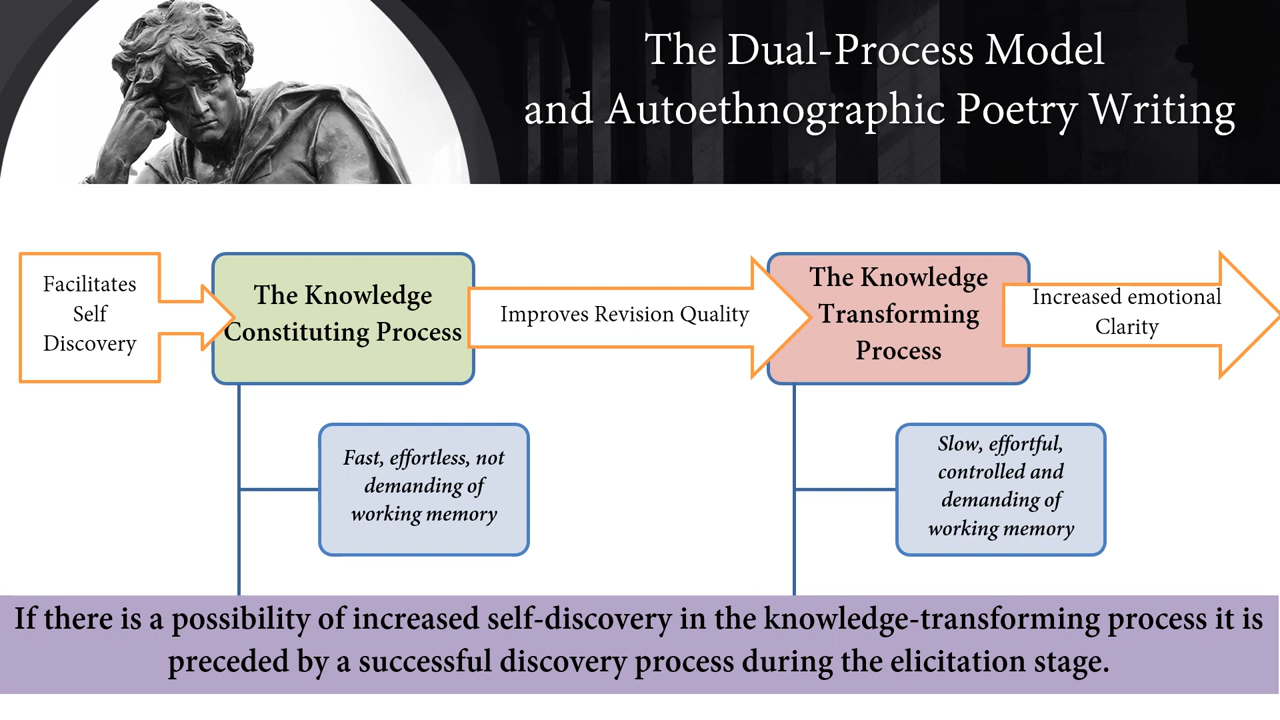 The Dual-Process Model
and Autoethnographic Poetry Writing
Facilitates
Self
Discovery
The Knowledge
Constituting Process
Improves Revision Quality
The Knowledge
Transforming
Process
Increased emotional
Clarity
Fast, effortless, not
demanding of
working memory
Slow, effortful,
controlled and
demanding of
working memory
If there is a possibility of increased self-discovery in the knowledge-transforming process it is
preceded by a successful discovery process during the elicitation stage.